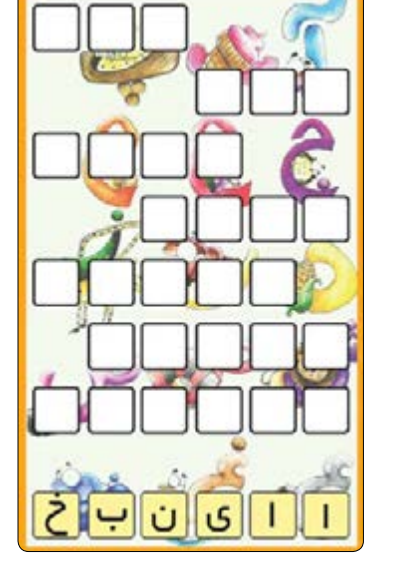 ا ا ی ن ب خ